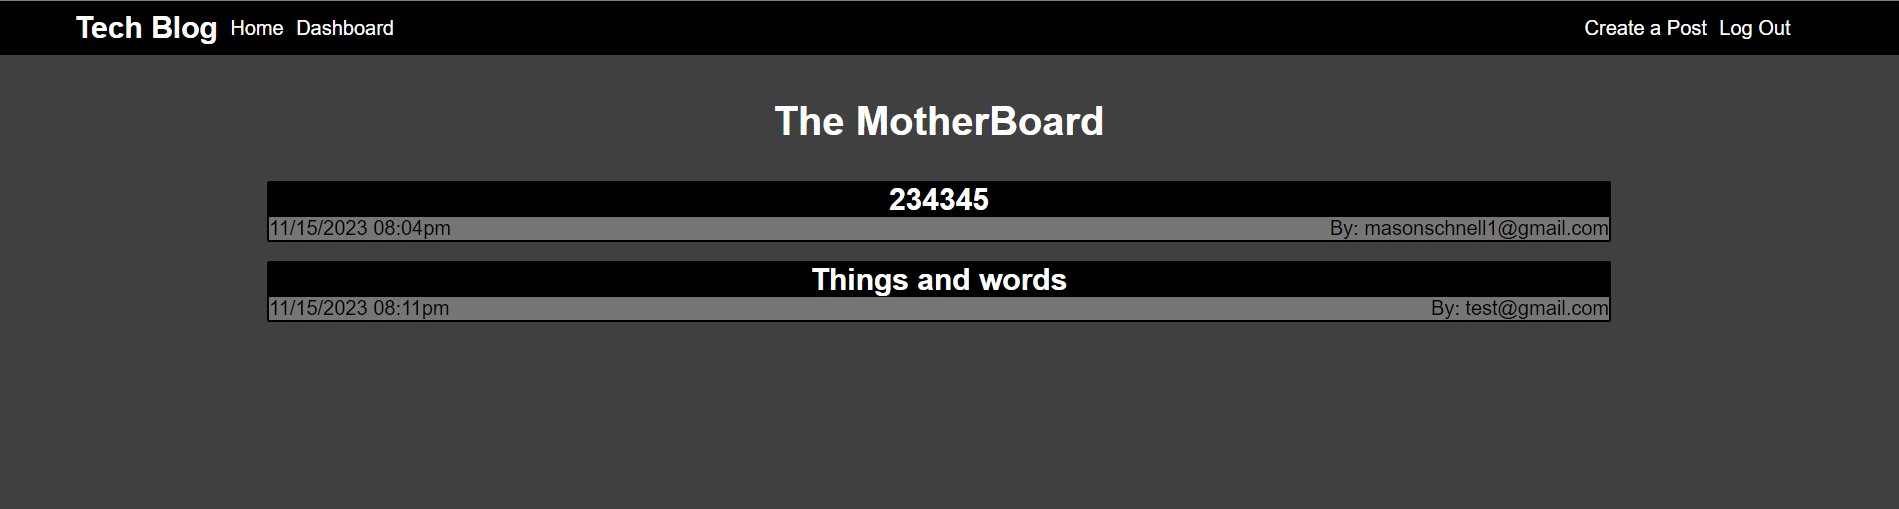 Tech Blog Home Dashboard Create a Post Log Out
The MotherBoard
234345
11/15/2023 08:04pm By: masonschnell1@gmail.com
Things and words
11/15/2023 08:11pm By: test@gmail.com